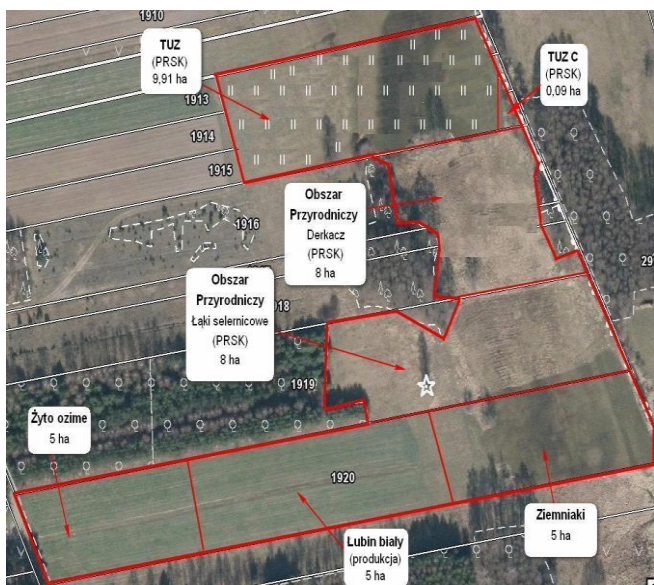 1910
TUZ
(PRSK)
9,91 ha
TUZ C
(PRSK)
0,09 ha
1913
1914
1915
Obszar
Przyrodniczy
Derkacz
(PRSK)
8 ha
1916
29
Obszar
Przyrodniczy
Łąki selernicowe
(PRSK)
8 ha
18
1919
Żyto ozime
5 ha
1920
Ziemniaki
5 ha
Lubin biały
(produkcja)
5 ha